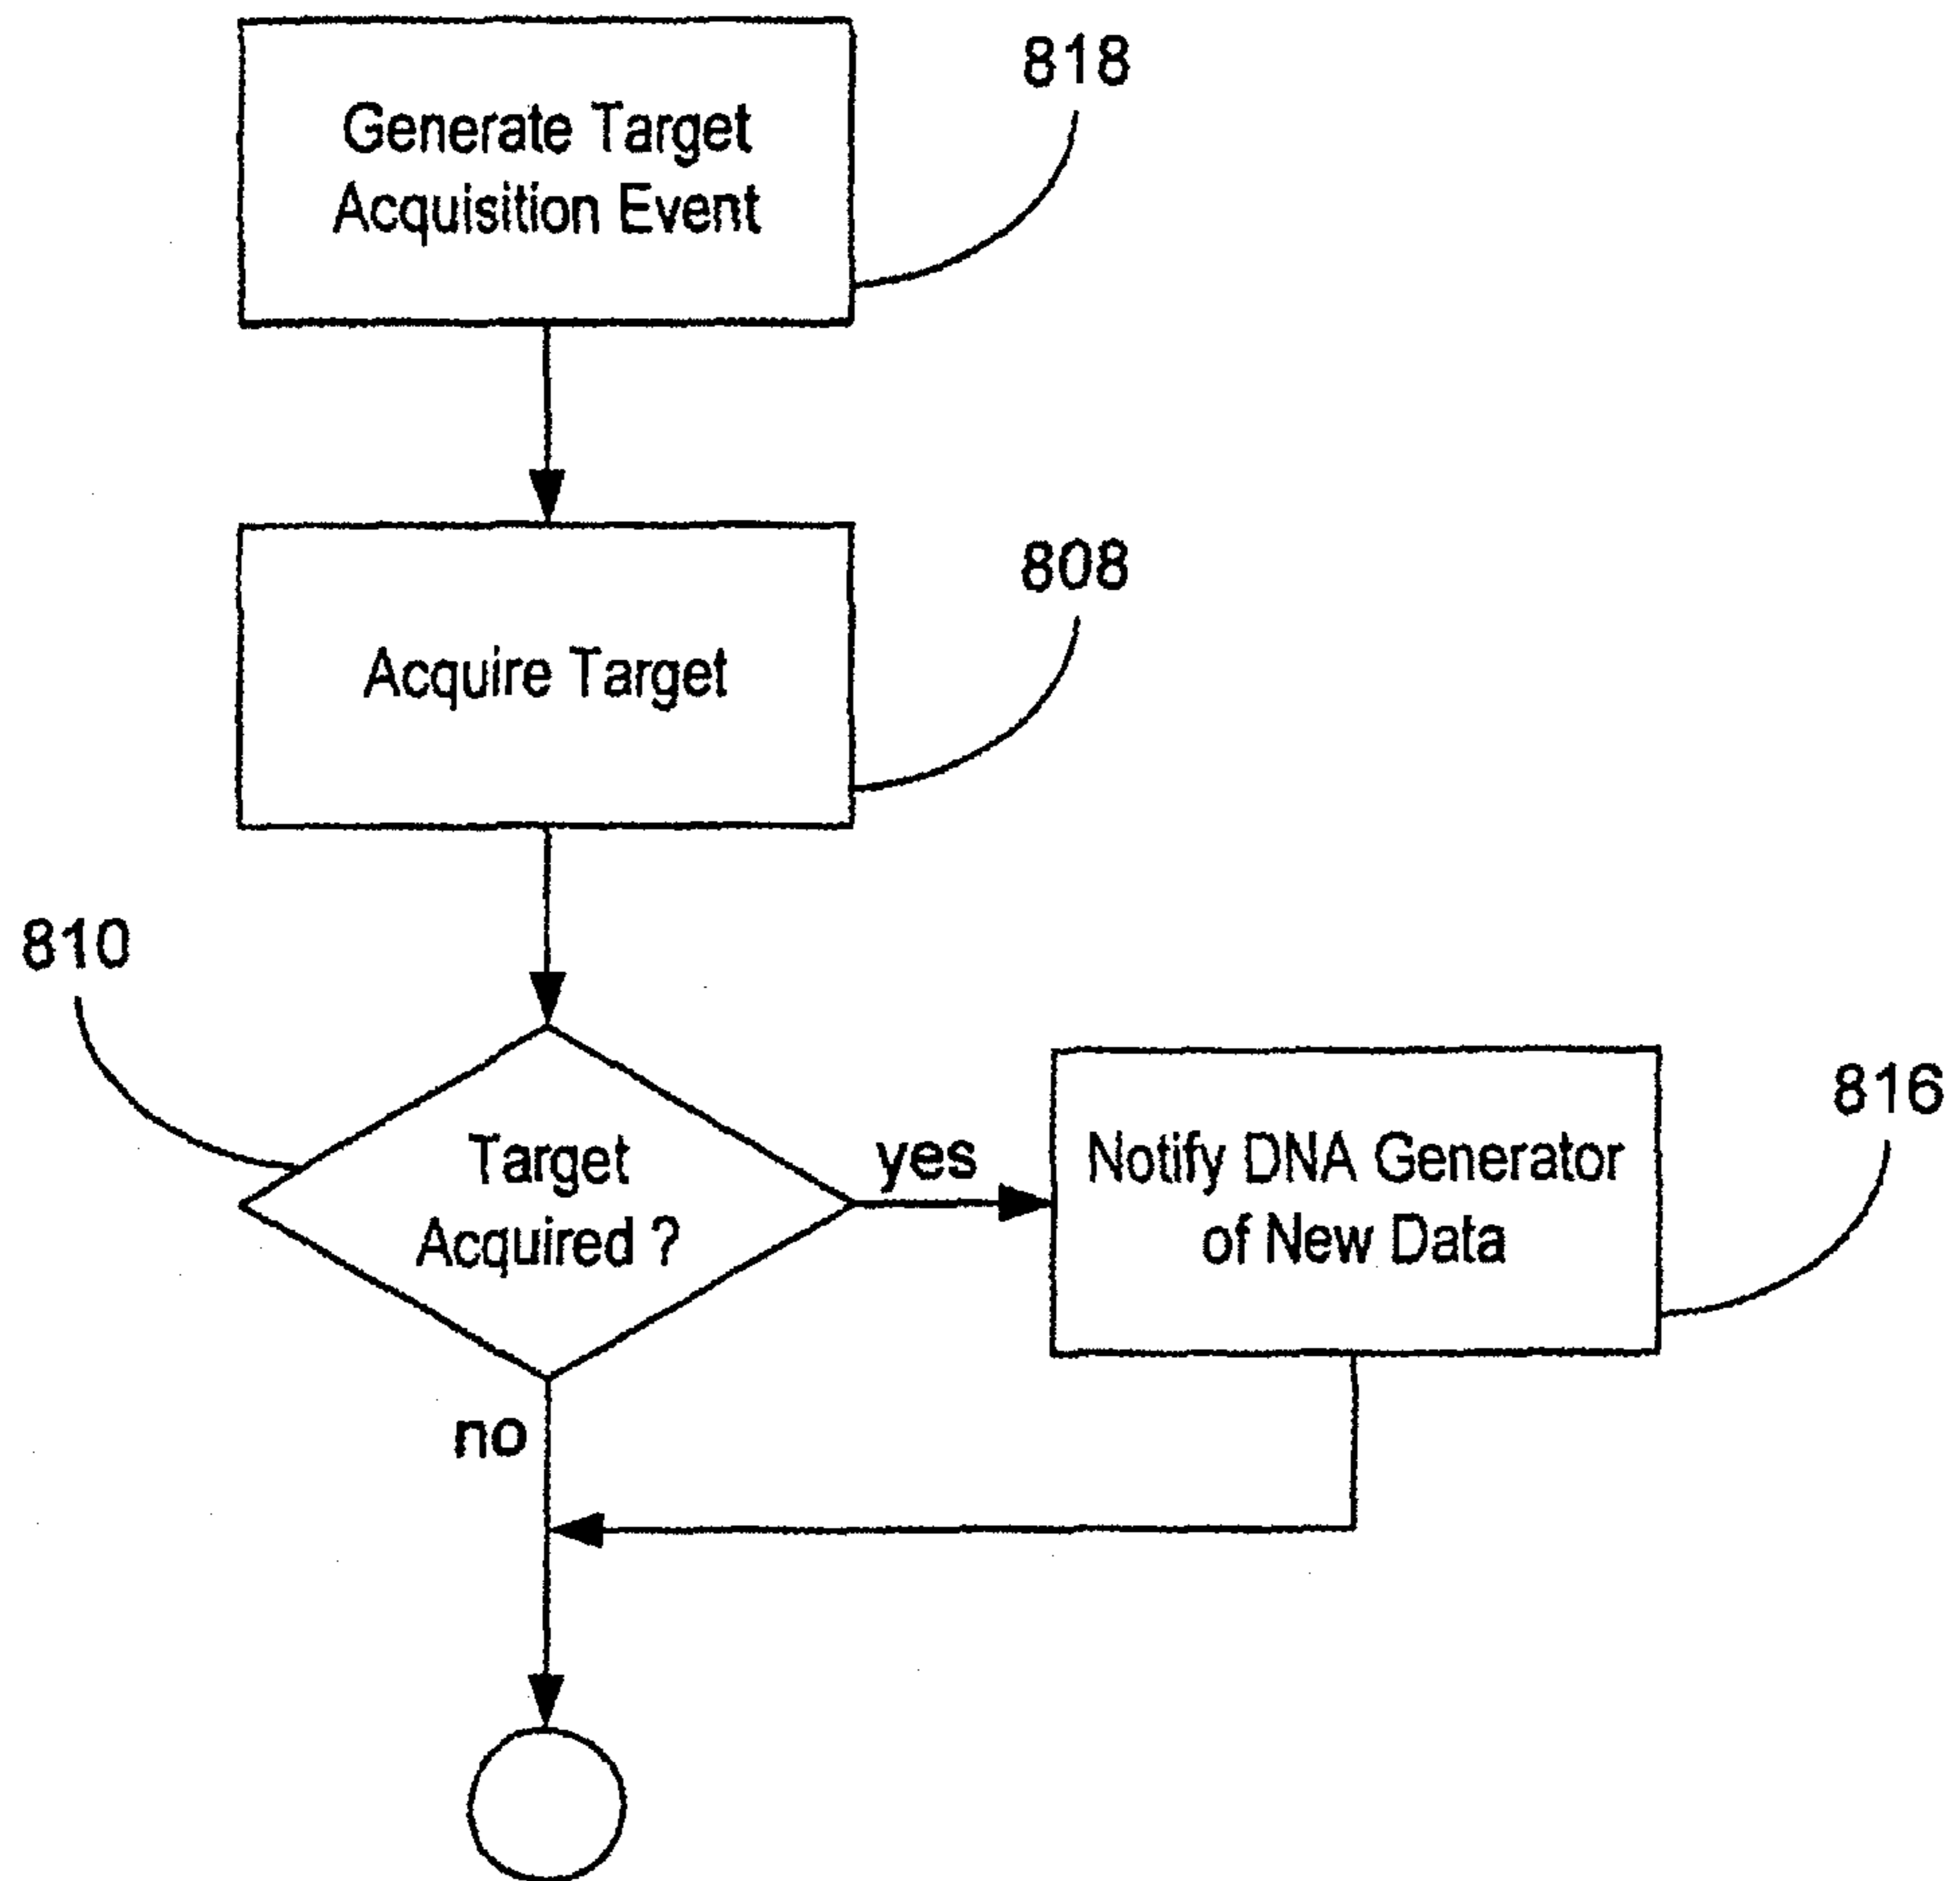 Generate Target
Acquisition Event
818
Acquire Target
808
810
Target
Acquired ?
yes
Notify DNA Generator
of New Data
816
no